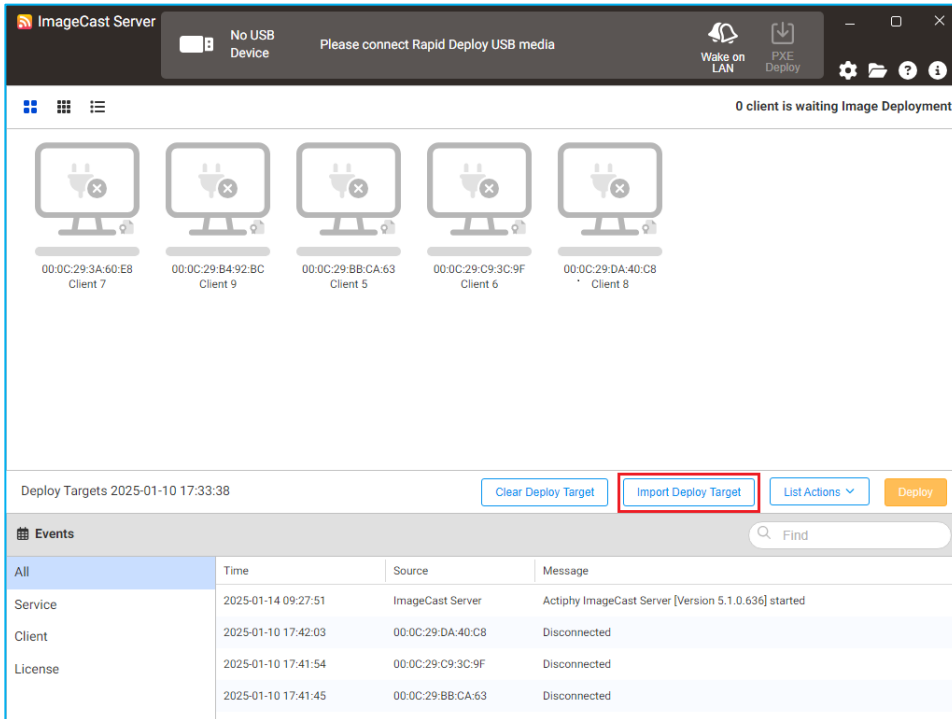 ImageCast Server
No USB
Device
Please connect Rapid Deploy USB media
Wake on
LAN
PXE
Deploy
0 client is waiting Image Deployment
00:0C:29:3A:60:E8
Client 7
00:0C:29:B4:92:BC
Client 9
00:0C:29:BB:CA:63
Client 5
00:0C:29:C9:3C:9F
Client 6
00:0C:29:DA:40:C8
Client 8
Deploy Targets 2025-01-10 17:33:38
Clear Deploy Target
Import Deploy Target
List Actions
Deploy
Events
Find
All
Service
Client
License
Time Source Message
2025-01-14 09:27:51 ImageCast Server Actiphy ImageCast Server [Version 5.1.0.636] started
2025-01-10 17:42:03 00:0C:29:DA:40:C8 Disconnected
2025-01-10 17:41:54 00:0C:29:C9:3C:9F Disconnected
2025-01-10 17:41:45 00:0C:29:BB:CA:63 Disconnected